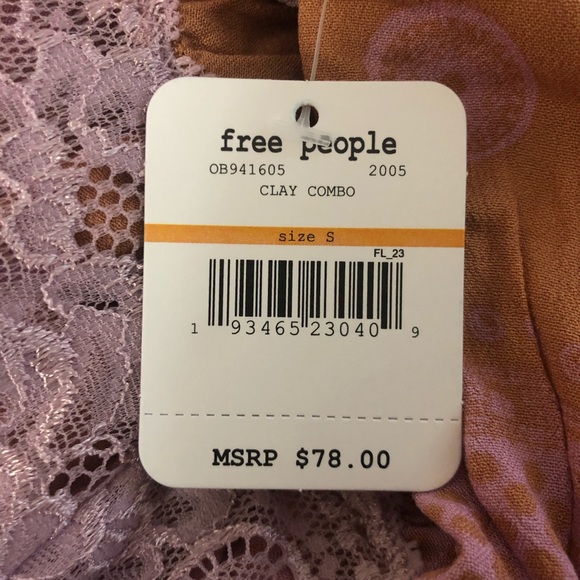 free people
OB941605 2005
CLAY COMBO
size S
FL_23
1 93465 23040 9
MSRP $78.00